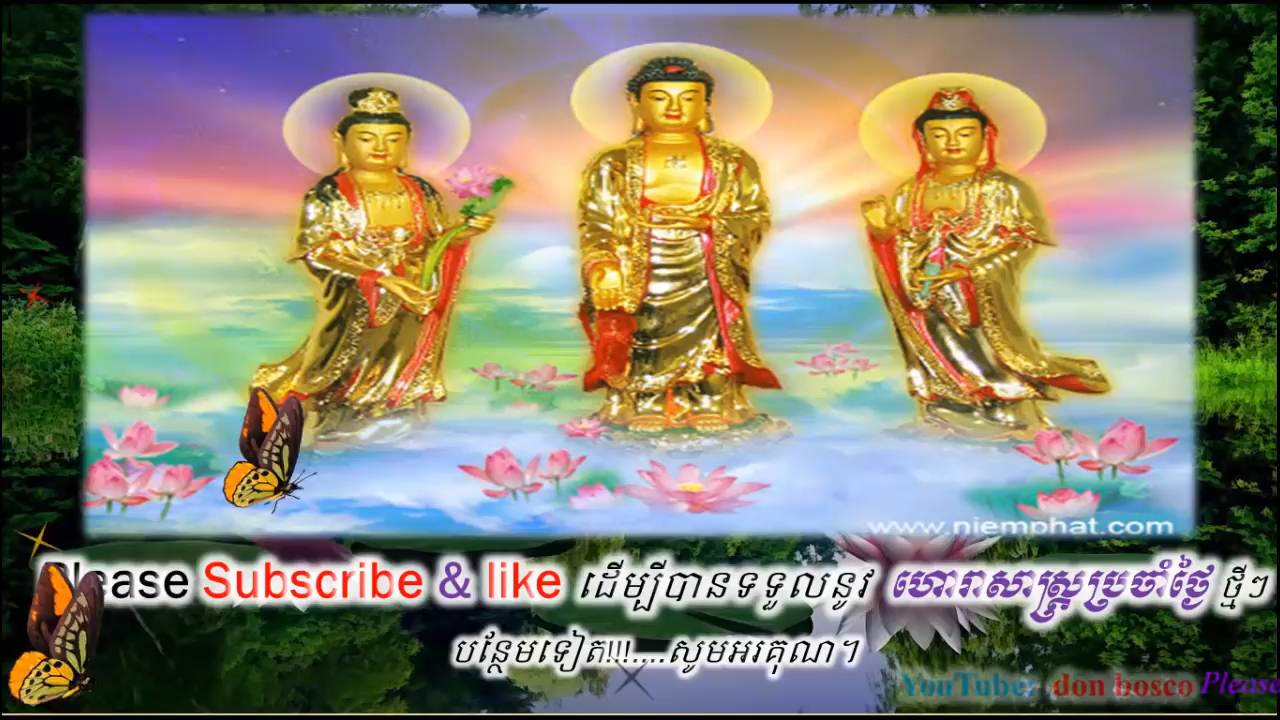 www.niemphat.com
Please Subscribe & like ដើម្បីបានទទួលនូវ ហោរាសាស្ត្រប្រចាំថ្ងៃ ថ្មីៗ
បន្ថែមទៀត!!!....សូមអរគុណ។
YouTuber don bosco Please